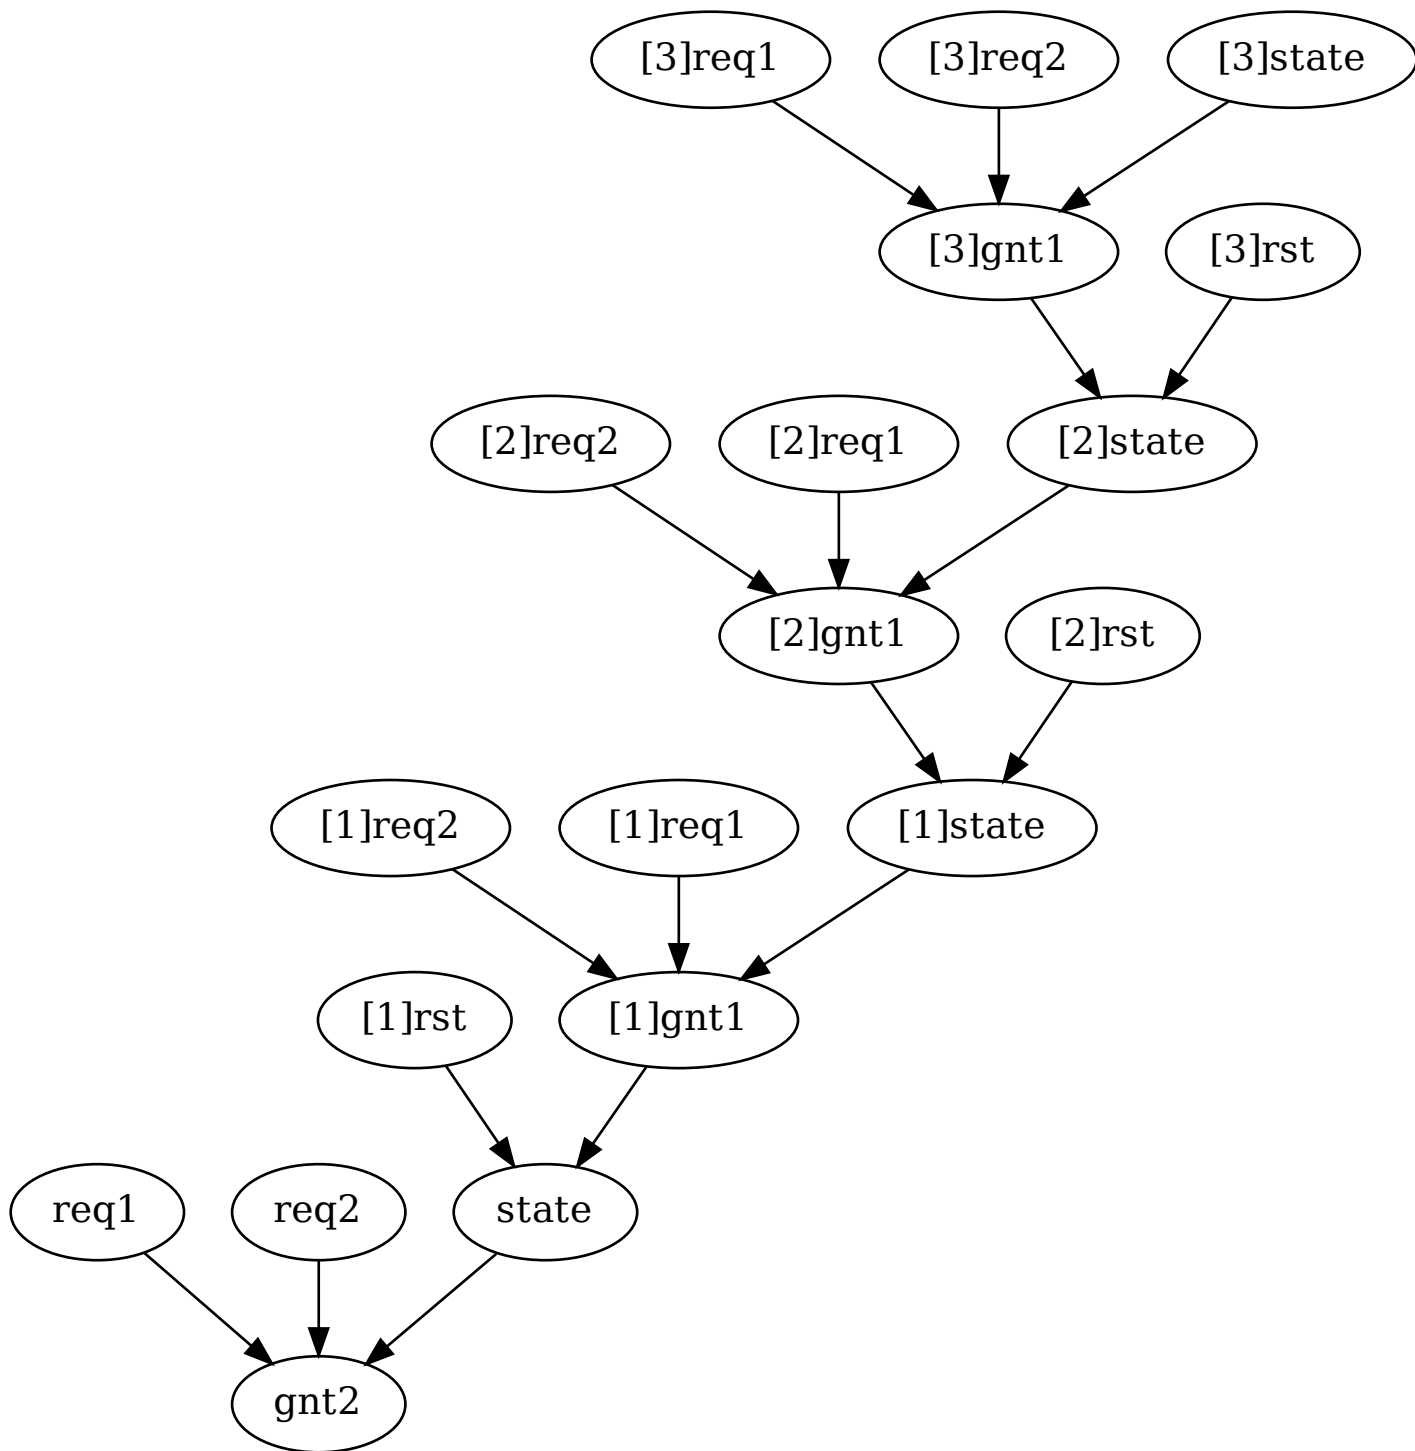 [3]req1
[3]req2
[3]state
[3]gnt1
[3]rst
[2]req2
[2]req1
[2]state
[2]gnt1
[2]rst
[1]req2
[1]req1
[1]state
[1]rst
[1]gnt1
req1
req2
state
gnt2